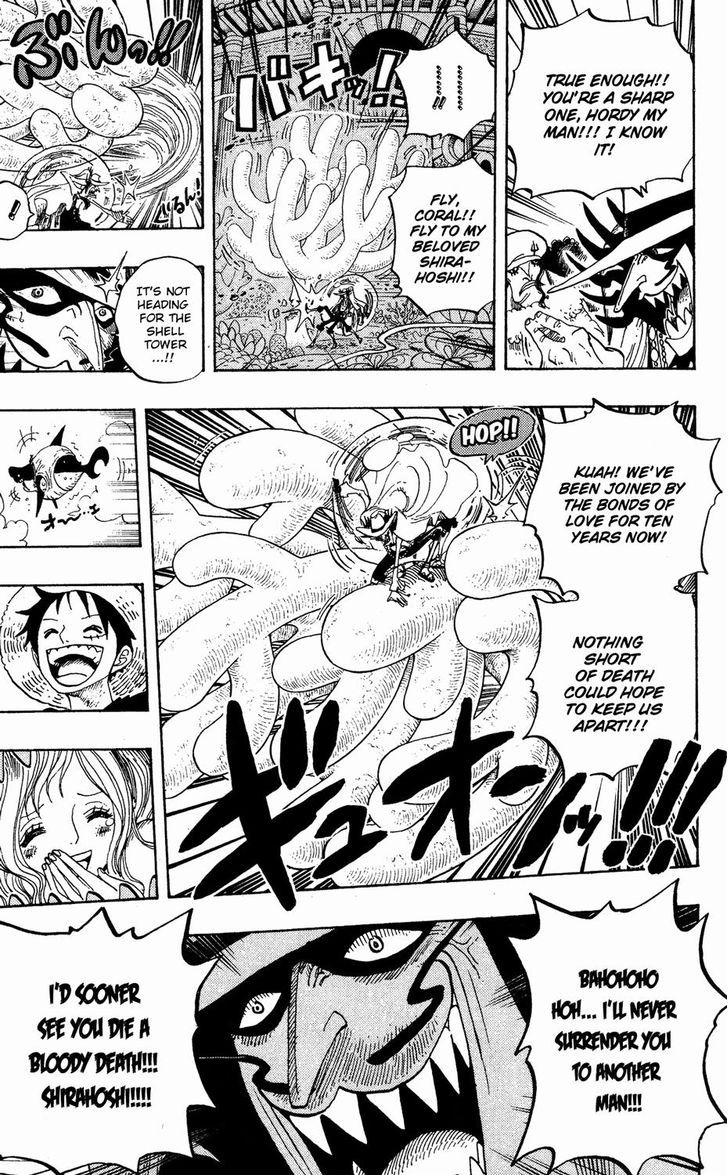 TRUE ENOUGH!!
YOU'RE A SHARP
ONE, HORDY MY
MAN!!! I KNOW
IT!
バキッ!!
FLY,
CORAL!!
FLY TO MY
BELOVED
SHIRA-
HOSHI!!
ぶんっ!!
ぐるん!
!
IT'S NOT
HEADING
FOR THE
SHELL
TOWER
...!!
KUAH! WE'VE
BEEN JOINED BY
THE BONDS OF
LOVE FOR TEN
YEARS NOW!
HOP!!
NOTHING
SHORT
OF DEATH
COULD HOPE
TO KEEP US
APART!!!
ギュオーッ!!!
BAHOHOHO
HOH... I'LL NEVER
SURRENDER YOU
TO ANOTHER
MAN!!!
I'D SOONER
SEE YOU DIE A
BLOODY DEATH!!!
SHIRAHOSHI!!!!